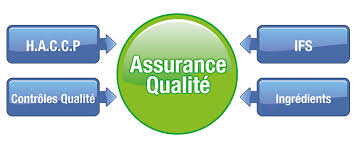 H.A.C.C.P
IFS
Assurance
Qualité
Contrôles Qualité
Ingrédients